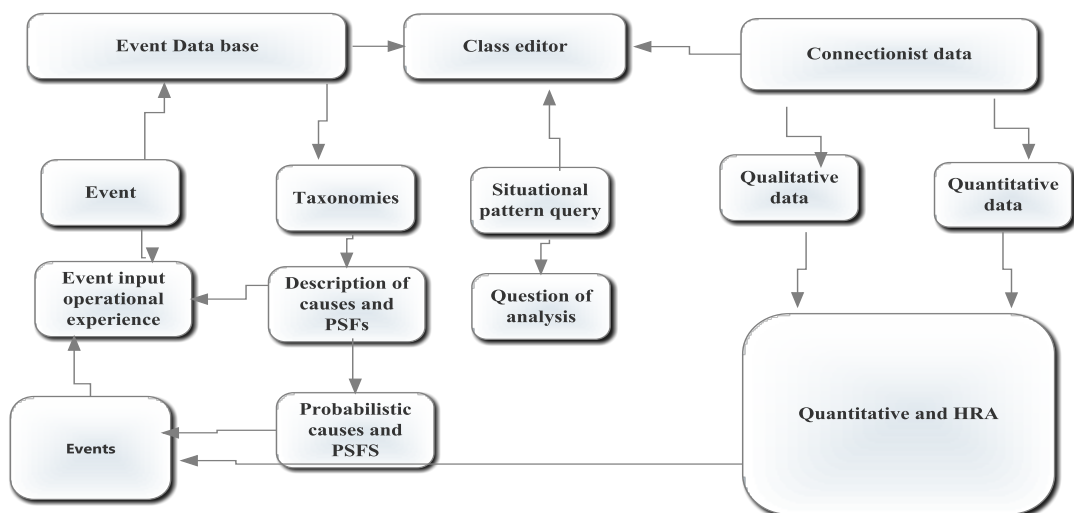 Event Data base
Class editor
Connectionist data
Event
Taxonomies
Situational
pattern query
Qualitative
data
Quantitative
data
Event input
operational
experience
Description of
causes and
PSFs
Question of
analysis
Events
Probabilistic
causes and
PSFS
Quantitative and HRA